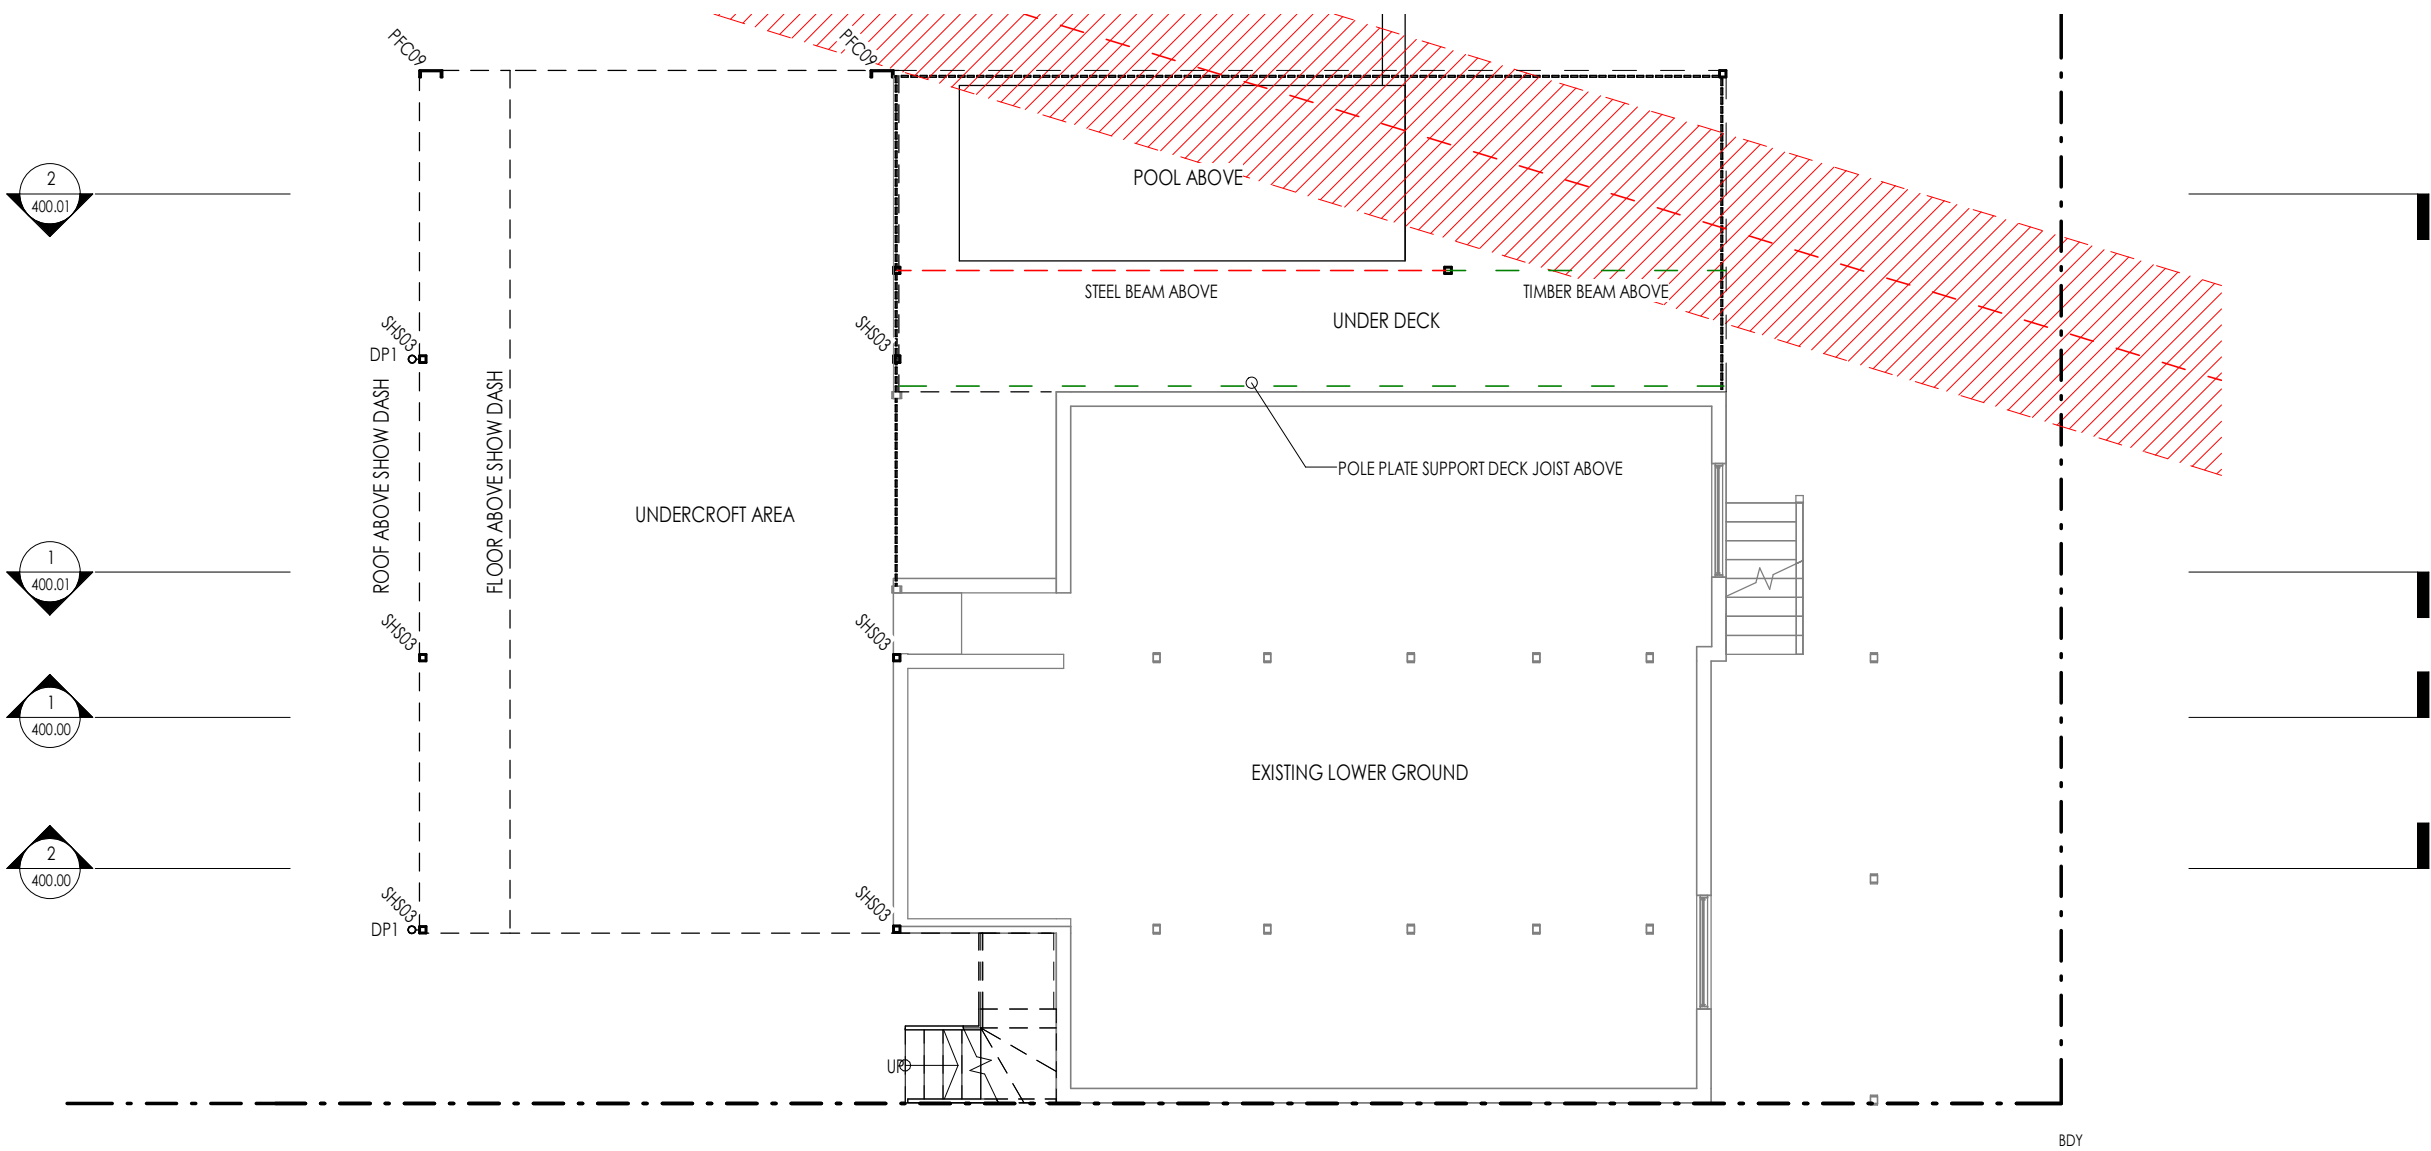 PFC09
PFC09
2
400.01
POOL ABOVE
STEEL BEAM ABOVE
TIMBER BEAM ABOVE
UNDER DECK
SHS03
DP1
SHS03
ROOF ABOVE SHOW DASH
FLOOR ABOVE SHOW DASH
POLE PLATE SUPPORT DECK JOIST ABOVE
UNDERCROFT AREA
1
400.01
SHS03
SHS03
1
400.00
EXISTING LOWER GROUND
2
400.00
SHS03
DP1
SHS03
UP
BDY